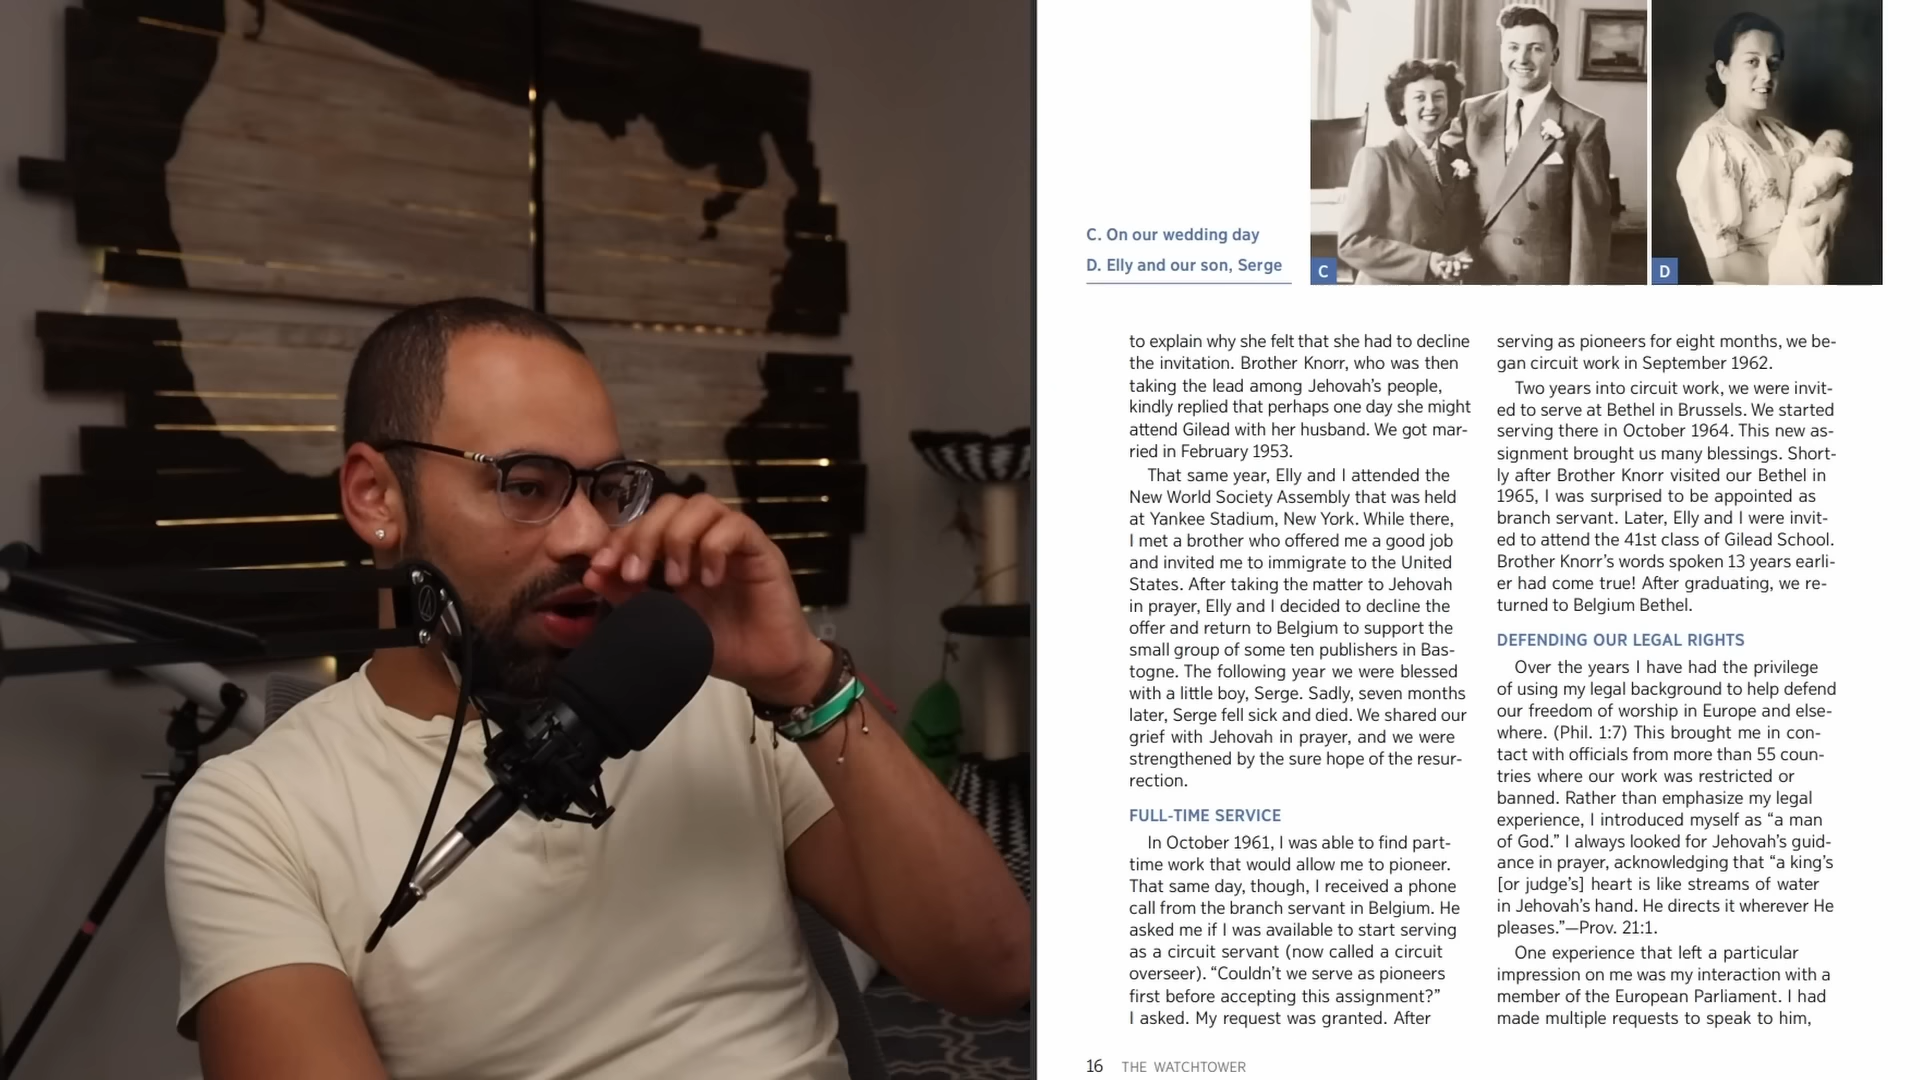 C. On our wedding day
D. Elly and our son, Serge
C
D
to explain why she felt that she had to decline
the invitation. Brother Knorr, who was then
taking the lead among Jehovah's people,
kindly replied that perhaps one day she might
attend Gilead with her husband. We got mar-
ried in February 1953.
That same year, Elly and I attended the
New World Society Assembly that was held
at Yankee Stadium, New York. While there,
I met a brother who offered me a good job
and invited me to immigrate to the United
States. After taking the matter to Jehovah
in prayer, Elly and I decided to decline the
offer and return to Belgium to support the
small group of some ten publishers in Bas-
togne. The following year we were blessed
with a little boy, Serge. Sadly, seven months
later, Serge fell sick and died. We shared our
grief with Jehovah in prayer, and we were
strengthened by the sure hope of the resur-
rection.
FULL-TIME SERVICE
In October 1961, I was able to find part-
time work that would allow me to pioneer.
That same day, though, I received a phone
call from the branch servant in Belgium. He
asked me if I was available to start serving
as a circuit servant (now called a circuit
overseer). “Couldn't we serve as pioneers
first before accepting this assignment?”
I asked. My request was granted. After
serving as pioneers for eight months, we be-
gan circuit work in September 1962.
Two years into circuit work, we were invit-
ed to serve at Bethel in Brussels. We started
serving there in October 1964. This new as-
signment brought us many blessings. Short-
ly after Brother Knorr visited our Bethel in
1965, I was surprised to be appointed as
branch servant. Later, Elly and I were invit-
ed to attend the 41st class of Gilead School.
Brother Knorr's words spoken 13 years earli-
er had come true! After graduating, we re-
turned to Belgium Bethel.
DEFENDING OUR LEGAL RIGHTS
Over the years I have had the privilege
of using my legal background to help defend
our freedom of worship in Europe and else-
where. (Phil. 1:7) This brought me in con-
tact with officials from more than 55 coun-
tries where our work was restricted or
banned. Rather than emphasize my legal
experience, I introduced myself as “a man
of God.” I always looked for Jehovah's guid-
ance in prayer, acknowledging that “a king's
[or judge's] heart is like streams of water
in Jehovah's hand. He directs it wherever He
pleases.”—Prov. 21:1.
One experience that left a particular
impression on me was my interaction with a
member of the European Parliament. I had
made multiple requests to speak to him,
16 THE WATCHTOWER